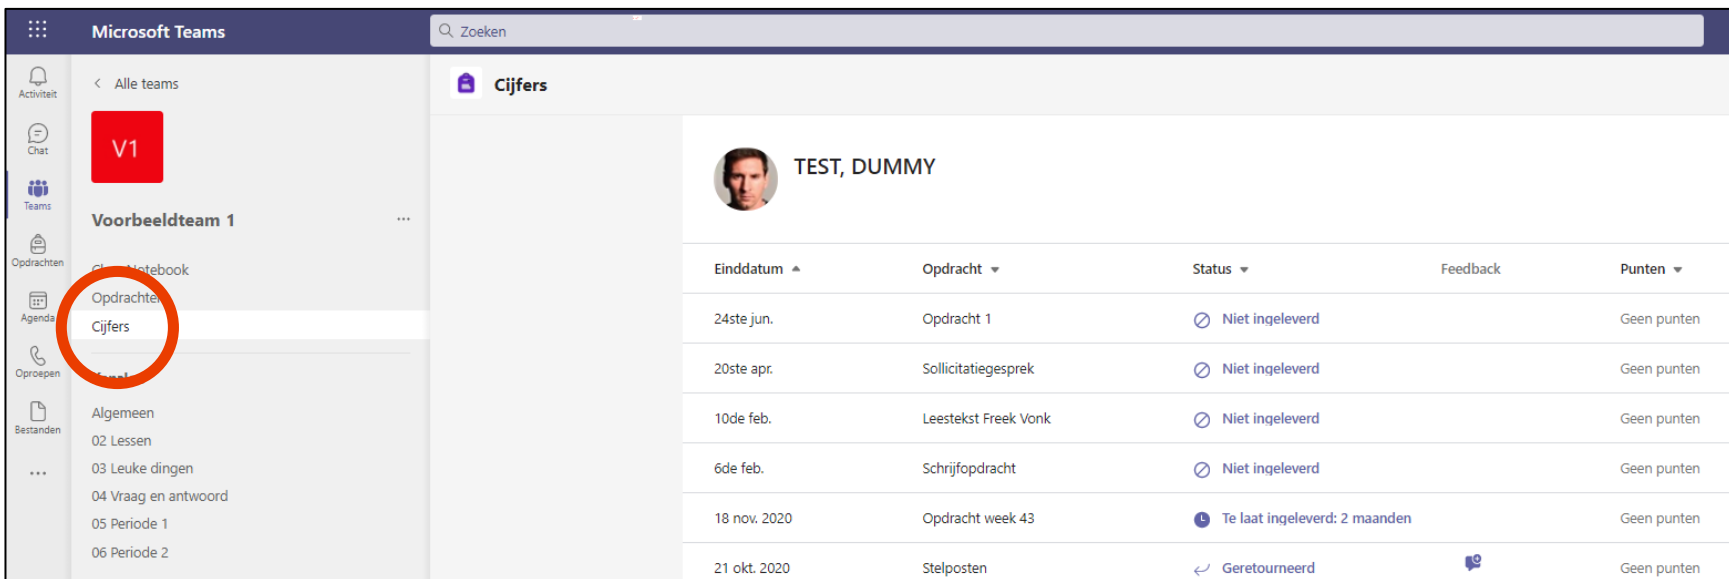 Microsoft Teams
Zoeken
Activiteit
Chat
Teams
Opdrachten
Agenda
Oproepen
Bestanden
Alle teams
V1
Voorbeeldteam 1
Notebook
Opdrachten
Cijfers
Algemeen
02 Lessen
03 Leuke dingen
04 Vraag en antwoord
05 Periode 1
06 Periode 2
Cijfers
TEST, DUMMY
Einddatum Opdracht Status Feedback Punten
24ste jun. Opdracht 1 Niet ingeleverd Geen punten
20ste apr. Sollicitatiegesprek Niet ingeleverd Geen punten
10de feb. Leestekst Freek Vonk Niet ingeleverd Geen punten
6de feb. Schrijfopdracht Niet ingeleverd Geen punten
18 nov. 2020 Opdracht week 43 Te laat ingeleverd: 2 maanden Geen punten
21 okt. 2020 Stelposten Geretourneerd Geen punten